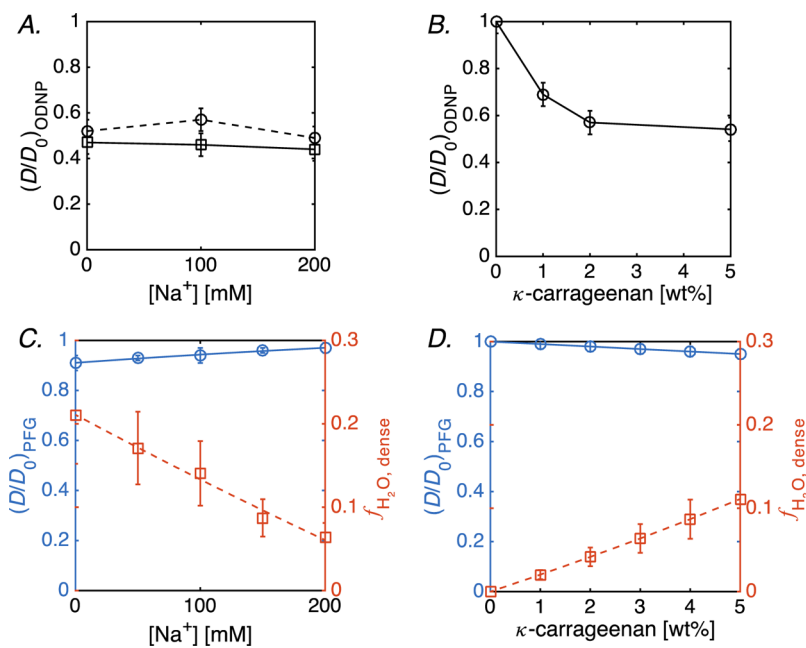 A.
(D/D₀)ODNP
1
0.8
0.6
0.4
0.2
0
0 100 200
[Na⁺] [mM]
B.
(D/D₀)ODNP
1
0.8
0.6
0.4
0.2
0
0 1 2 3 4 5
κ-carrageenan [wt%]
C.
(D/D₀)PFG
1
0.8
0.6
0.4
0.2
0
0.3
0.2
0.1
0
f H₂O, dense
0 100 200
[Na⁺] [mM]
D.
(D/D₀)PFG
1
0.8
0.6
0.4
0.2
0
0.3
0.2
0.1
0
f H₂O, dense
0 1 2 3 4 5
κ-carrageenan [wt%]